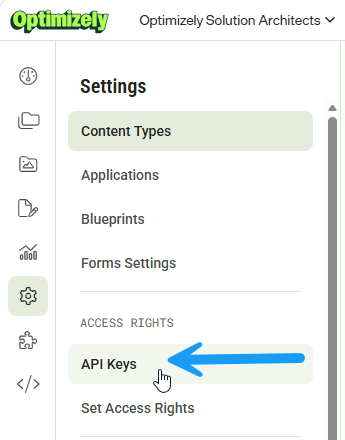 Optimizely
Optimizely Solution Architects
Settings
Content Types
Applications
Blueprints
Forms Settings
ACCESS RIGHTS
API Keys
Set Access Rights